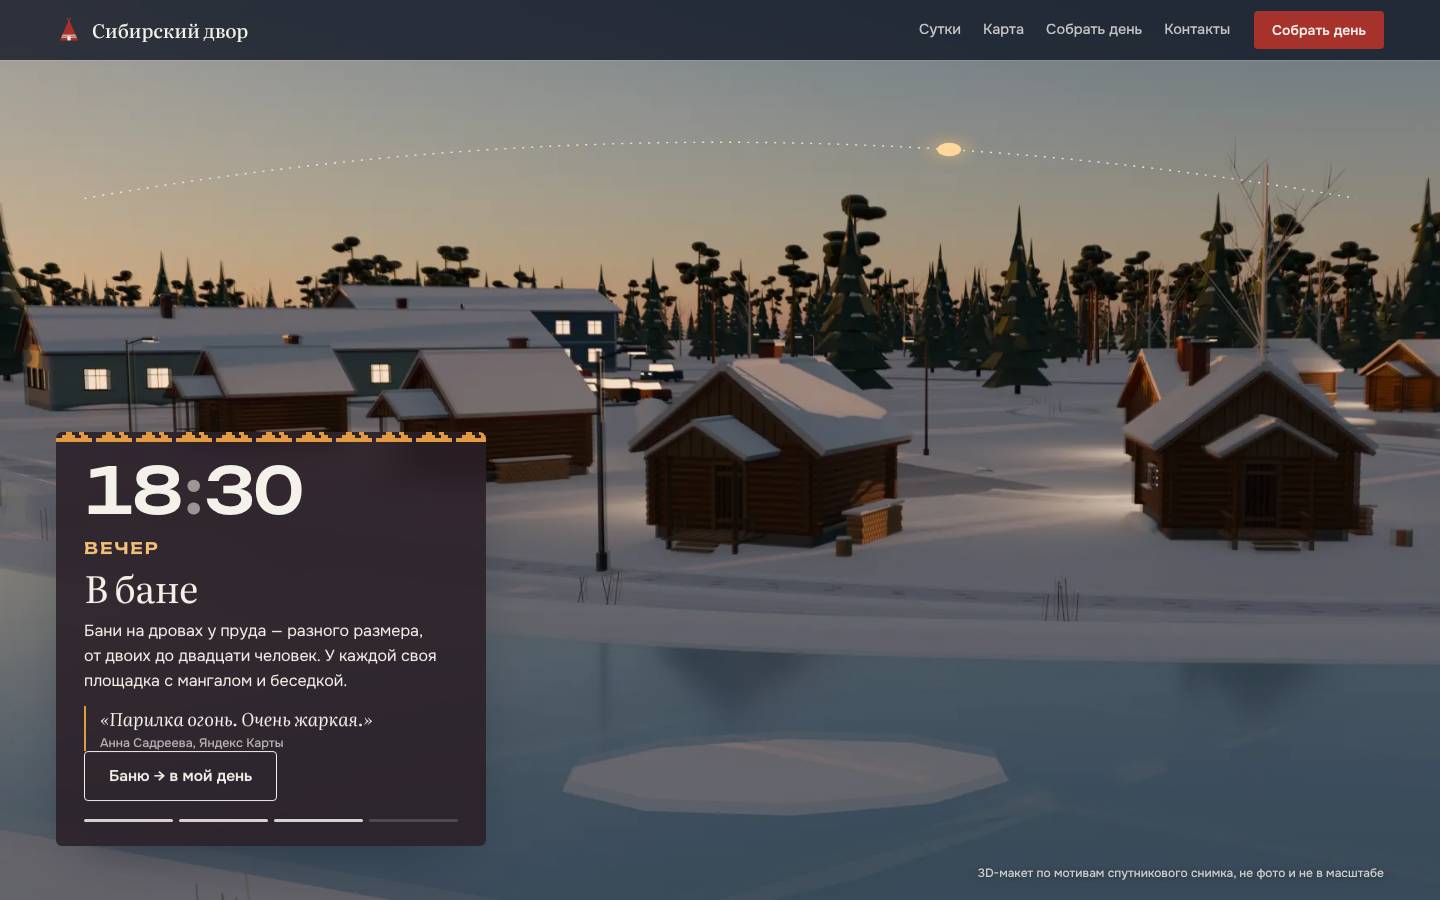 Сибирский двор
Сутки
Карта
Собрать день
Контакты
Собрать день
18:30
ВЕЧЕР
В бане
Бани на дровах у пруда — разного размера,
от двоих до двадцати человек. У каждой своя
площадка с мангалом и беседкой.
«Парилка огонь. Очень жаркая.»
Анна Садреева, Яндекс Карты
Баню → в мой день
3D-макет по мотивам спутникового снимка, не фото и не в масштабе